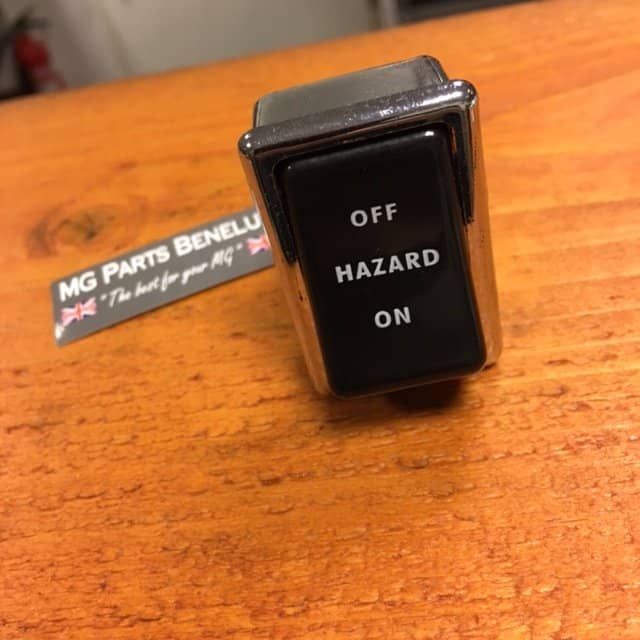 OFF
HAZARD
ON
MG PARTS BENELU
"The best for your MG"